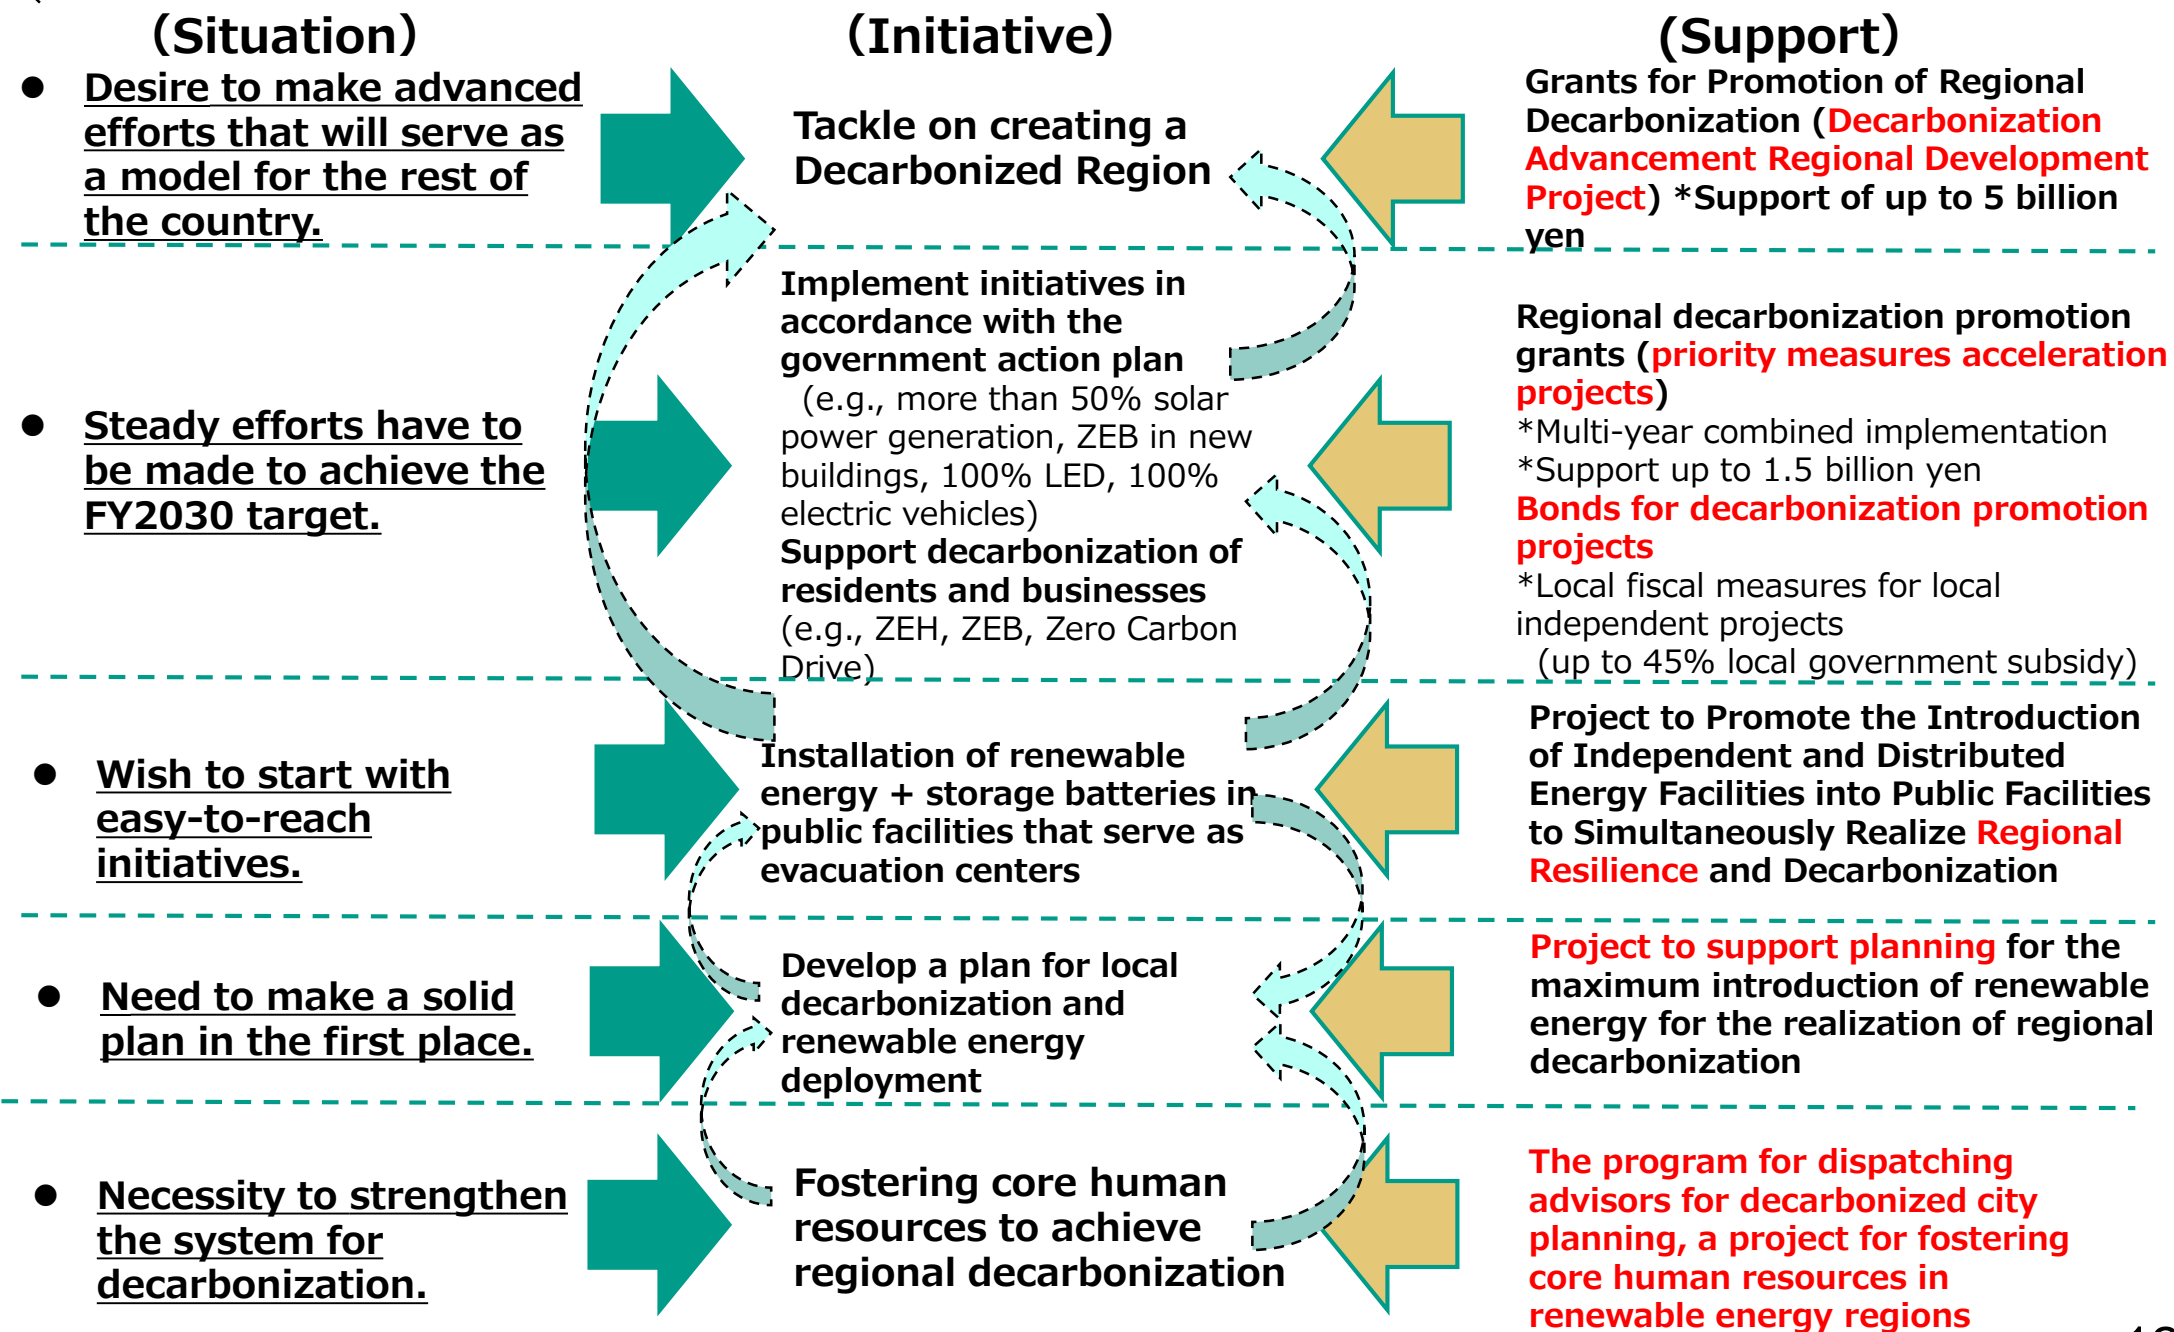 (Situation)
(Initiative)
(Support)
● Desire to make advanced
efforts that will serve as
a model for the rest of
the country.
Tackle on creating a
Decarbonized Region
Grants for Promotion of Regional
Decarbonization (Decarbonization
Advancement Regional Development
Project) *Support of up to 5 billion
yen
● Steady efforts have to
be made to achieve the
FY2030 target.
Implement initiatives in
accordance with the
government action plan
(e.g., more than 50% solar
power generation, ZEB in new
buildings, 100% LED, 100%
electric vehicles)
Support decarbonization of
residents and businesses
(e.g., ZEH, ZEB, Zero Carbon
Drive)
Regional decarbonization promotion
grants (priority measures acceleration
projects)
*Multi-year combined implementation
*Support up to 1.5 billion yen
Bonds for decarbonization promotion
projects
*Local fiscal measures for local
independent projects
(up to 45% local government subsidy)
● Wish to start with
easy-to-reach
initiatives.
Installation of renewable
energy + storage batteries in
public facilities that serve as
evacuation centers
Project to Promote the Introduction
of Independent and Distributed
Energy Facilities into Public Facilities
to Simultaneously Realize Regional
Resilience and Decarbonization
● Need to make a solid
plan in the first place.
Develop a plan for local
decarbonization and
renewable energy
deployment
Project to support planning for the
maximum introduction of renewable
energy for the realization of regional
decarbonization
● Necessity to strengthen
the system for
decarbonization.
Fostering core human
resources to achieve
regional decarbonization
The program for dispatching
advisors for decarbonized city
planning, a project for fostering
core human resources in
renewable energy regions